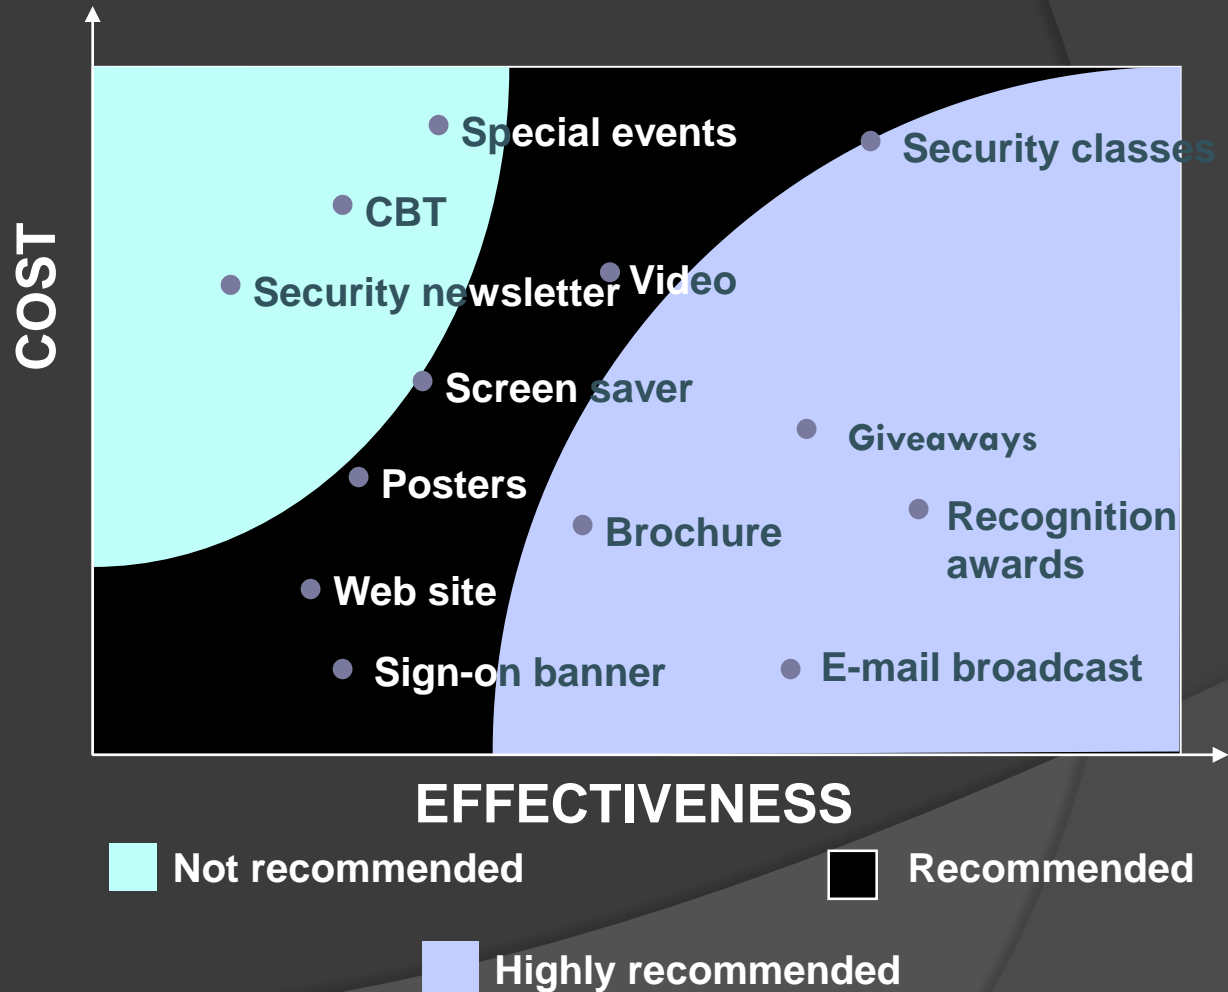 COST
Special events
Security classes
CBT
Security newsletter
Video
Screen saver
Giveaways
Posters
Recognition
awards
Brochure
Web site
Sign-on banner
E-mail broadcast
EFFECTIVENESS
Not recommended
Recommended
Highly recommended